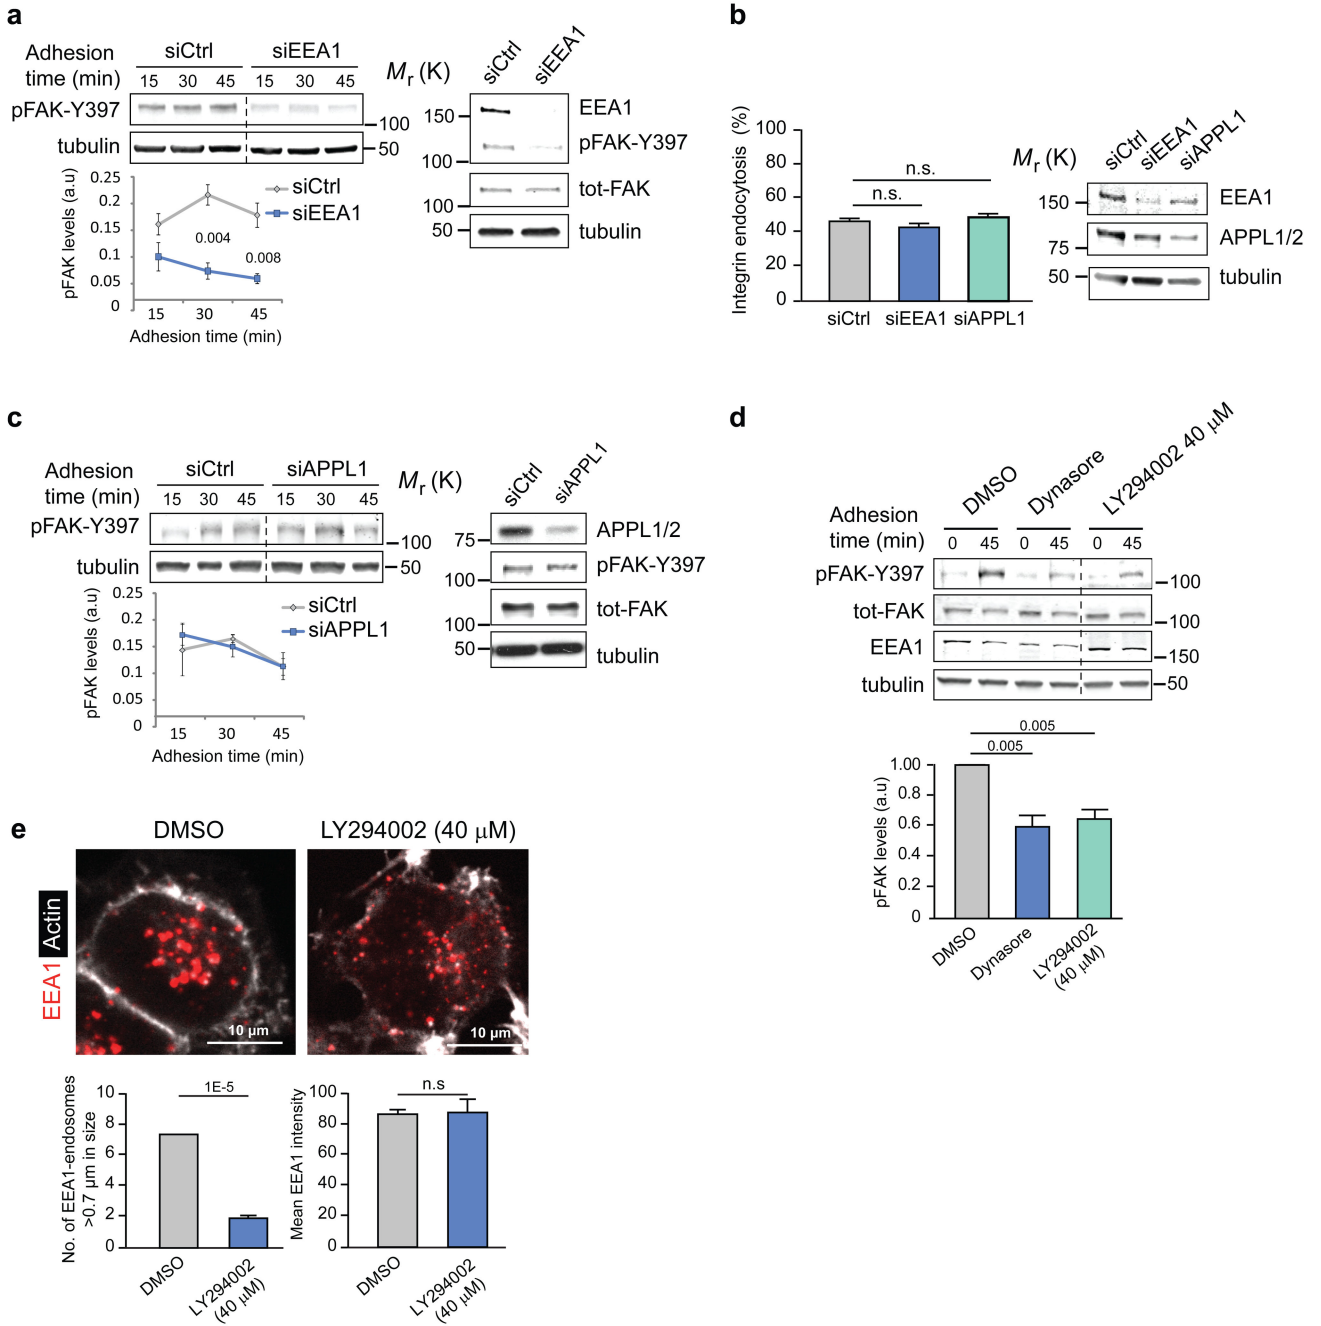 a
Adhesion
time (min)
siCtrl
siEEA1
15 30 45 15 30 45
pFAK-Y397
100
tubulin
50
Mr (K)
siCtrl
siEEA1
150
EEA1
100
pFAK-Y397
tot-FAK
100
50
tubulin
pFAK levels (a.u)
0.25
0.2
0.15
0.1
0.05
0
siCtrl
siEEA1
0.004
0.008
15 30 45
Adhesion time (min)
b
Integrin endocytosis (%)
100
80
60
40
20
0
n.s.
n.s.
siCtrl siEEA1 siAPPL1
Mr (K)
siCtrl
siEEA1
siAPPL1
150
EEA1
75
APPL1/2
50
tubulin
c
Adhesion
time (min)
siCtrl
siAPPL1
15 30 45 15 30 45
pFAK-Y397
100
tubulin
50
Mr (K)
siCtrl
siAPPL1
75
APPL1/2
100
pFAK-Y397
tot-FAK
100
50
tubulin
pFAK levels (a.u)
0.25
0.2
0.15
0.1
0.05
0
siCtrl
siAPPL1
15 30 45
Adhesion time (min)
d
DMSO
Dynasore
LY294002 40 μM
Adhesion
time (min)
0 45 0 45 0 45
pFAK-Y397
100
tot-FAK
100
EEA1
150
tubulin
50
pFAK levels (a.u)
1.00
0.8
0.6
0.4
0.2
0
0.005
0.005
DMSO
Dynasore
LY294002
(40 μM)
e
DMSO
LY294002 (40 μM)
EEA1 Actin
10 μm
10 μm
No. of EEA1-endosomes
>0.7 μm in size
10
8
6
4
2
0
1E-5
DMSO
LY294002
(40 μM)
Mean EEA1 intensity
100
80
60
40
20
0
n.s
DMSO
LY294002
(40 μM)